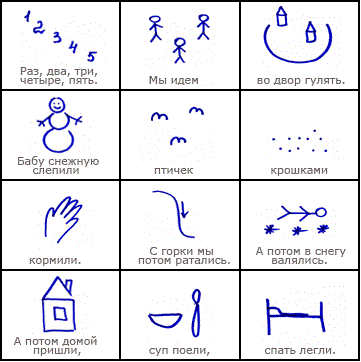 1 2 3 4 5
Раз, два, три,
четыре, пять.
Мы идем
во двор гулять.
Бабу снежную
слепили
птичек
крошками
кормили.
С горки мы
потом ратались.
А потом в снегу
валялись.
А потом домой
пришли,
суп поели,
спать легли.